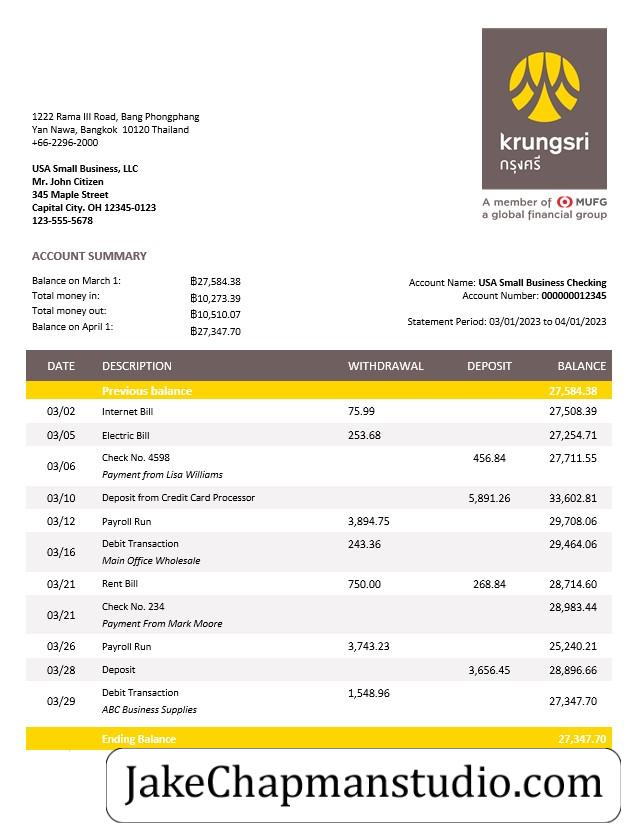 1222 Rama III Road, Bang Phongphang
Yan Nawa, Bangkok  10120 Thailand
+66-2296-2000
krungsri
กรุงศรี
A member of MUFG
a global financial group
USA Small Business, LLC
Mr. John Citizen
345 Maple Street
Capital City. OH 12345-0123
123-555-5678
ACCOUNT SUMMARY
Balance on March 1: ฿27,584.38
Total money in: ฿10,273.39
Total money out: ฿10,510.07
Balance on April 1: ฿27,347.70
Account Name: USA Small Business Checking
Account Number: 000000012345
Statement Period: 03/01/2023 to 04/01/2023
DATE DESCRIPTION WITHDRAWAL DEPOSIT BALANCE
Previous balance 27,584.38
03/02 Internet Bill 75.99 27,508.39
03/05 Electric Bill 253.68 27,254.71
03/06 Check No. 4598 456.84 27,711.55
Payment from Lisa Williams
03/10 Deposit from Credit Card Processor 5,891.26 33,602.81
03/12 Payroll Run 3,894.75 29,708.06
03/16 Debit Transaction 243.36 29,464.06
Main Office Wholesale
03/21 Rent Bill 750.00 268.84 28,714.60
03/21 Check No. 234 28,983.44
Payment From Mark Moore
03/26 Payroll Run 3,743.23 25,240.21
03/28 Deposit 3,656.45 28,896.66
03/29 Debit Transaction 1,548.96 27,347.70
ABC Business Supplies
Ending Balance 27,347.70
JakeChapmanstudio.com